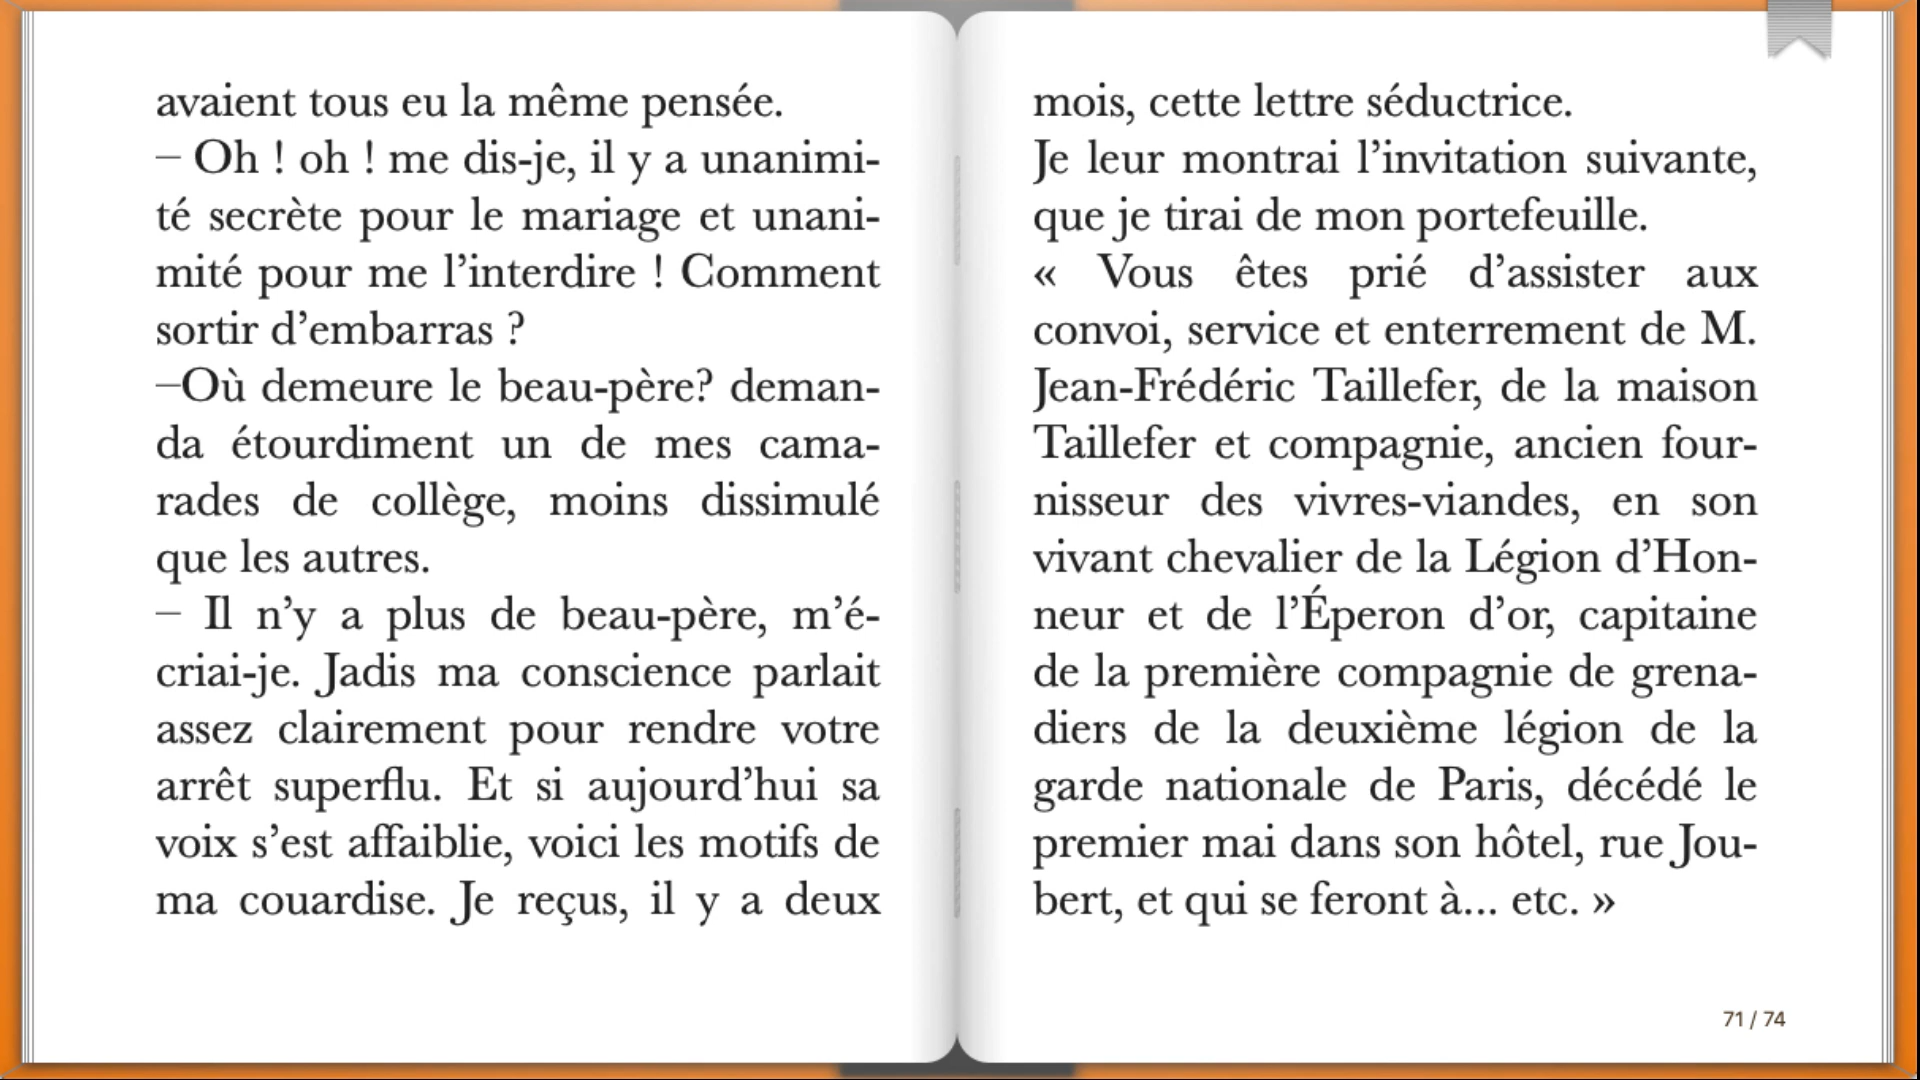 avaient tous eu la même pensée.
– Oh ! oh ! me dis-je, il y a unanimi-
té secrète pour le mariage et unani-
mité pour me l’interdire ! Comment
sortir d’embarras ?
–Où demeure le beau-père? deman-
da étourdiment un de mes cama-
rades de collège, moins dissimulé
que les autres.
– Il n’y a plus de beau-père, m’é-
criai-je. Jadis ma conscience parlait
assez clairement pour rendre votre
arrêt superflu. Et si aujourd’hui sa
voix s’est affaiblie, voici les motifs de
ma couardise. Je reçus, il y a deux
mois, cette lettre séductrice.
Je leur montrai l’invitation suivante,
que je tirai de mon portefeuille.
« Vous êtes prié d’assister aux
convoi, service et enterrement de M.
Jean-Frédéric Taillefer, de la maison
Taillefer et compagnie, ancien four-
nisseur des vivres-viandes, en son
vivant chevalier de la Légion d’Hon-
neur et de l’Éperon d’or, capitaine
de la première compagnie de grena-
diers de la deuxième légion de la
garde nationale de Paris, décédé le
premier mai dans son hôtel, rue Jou-
bert, et qui se feront à... etc. »
71 / 74